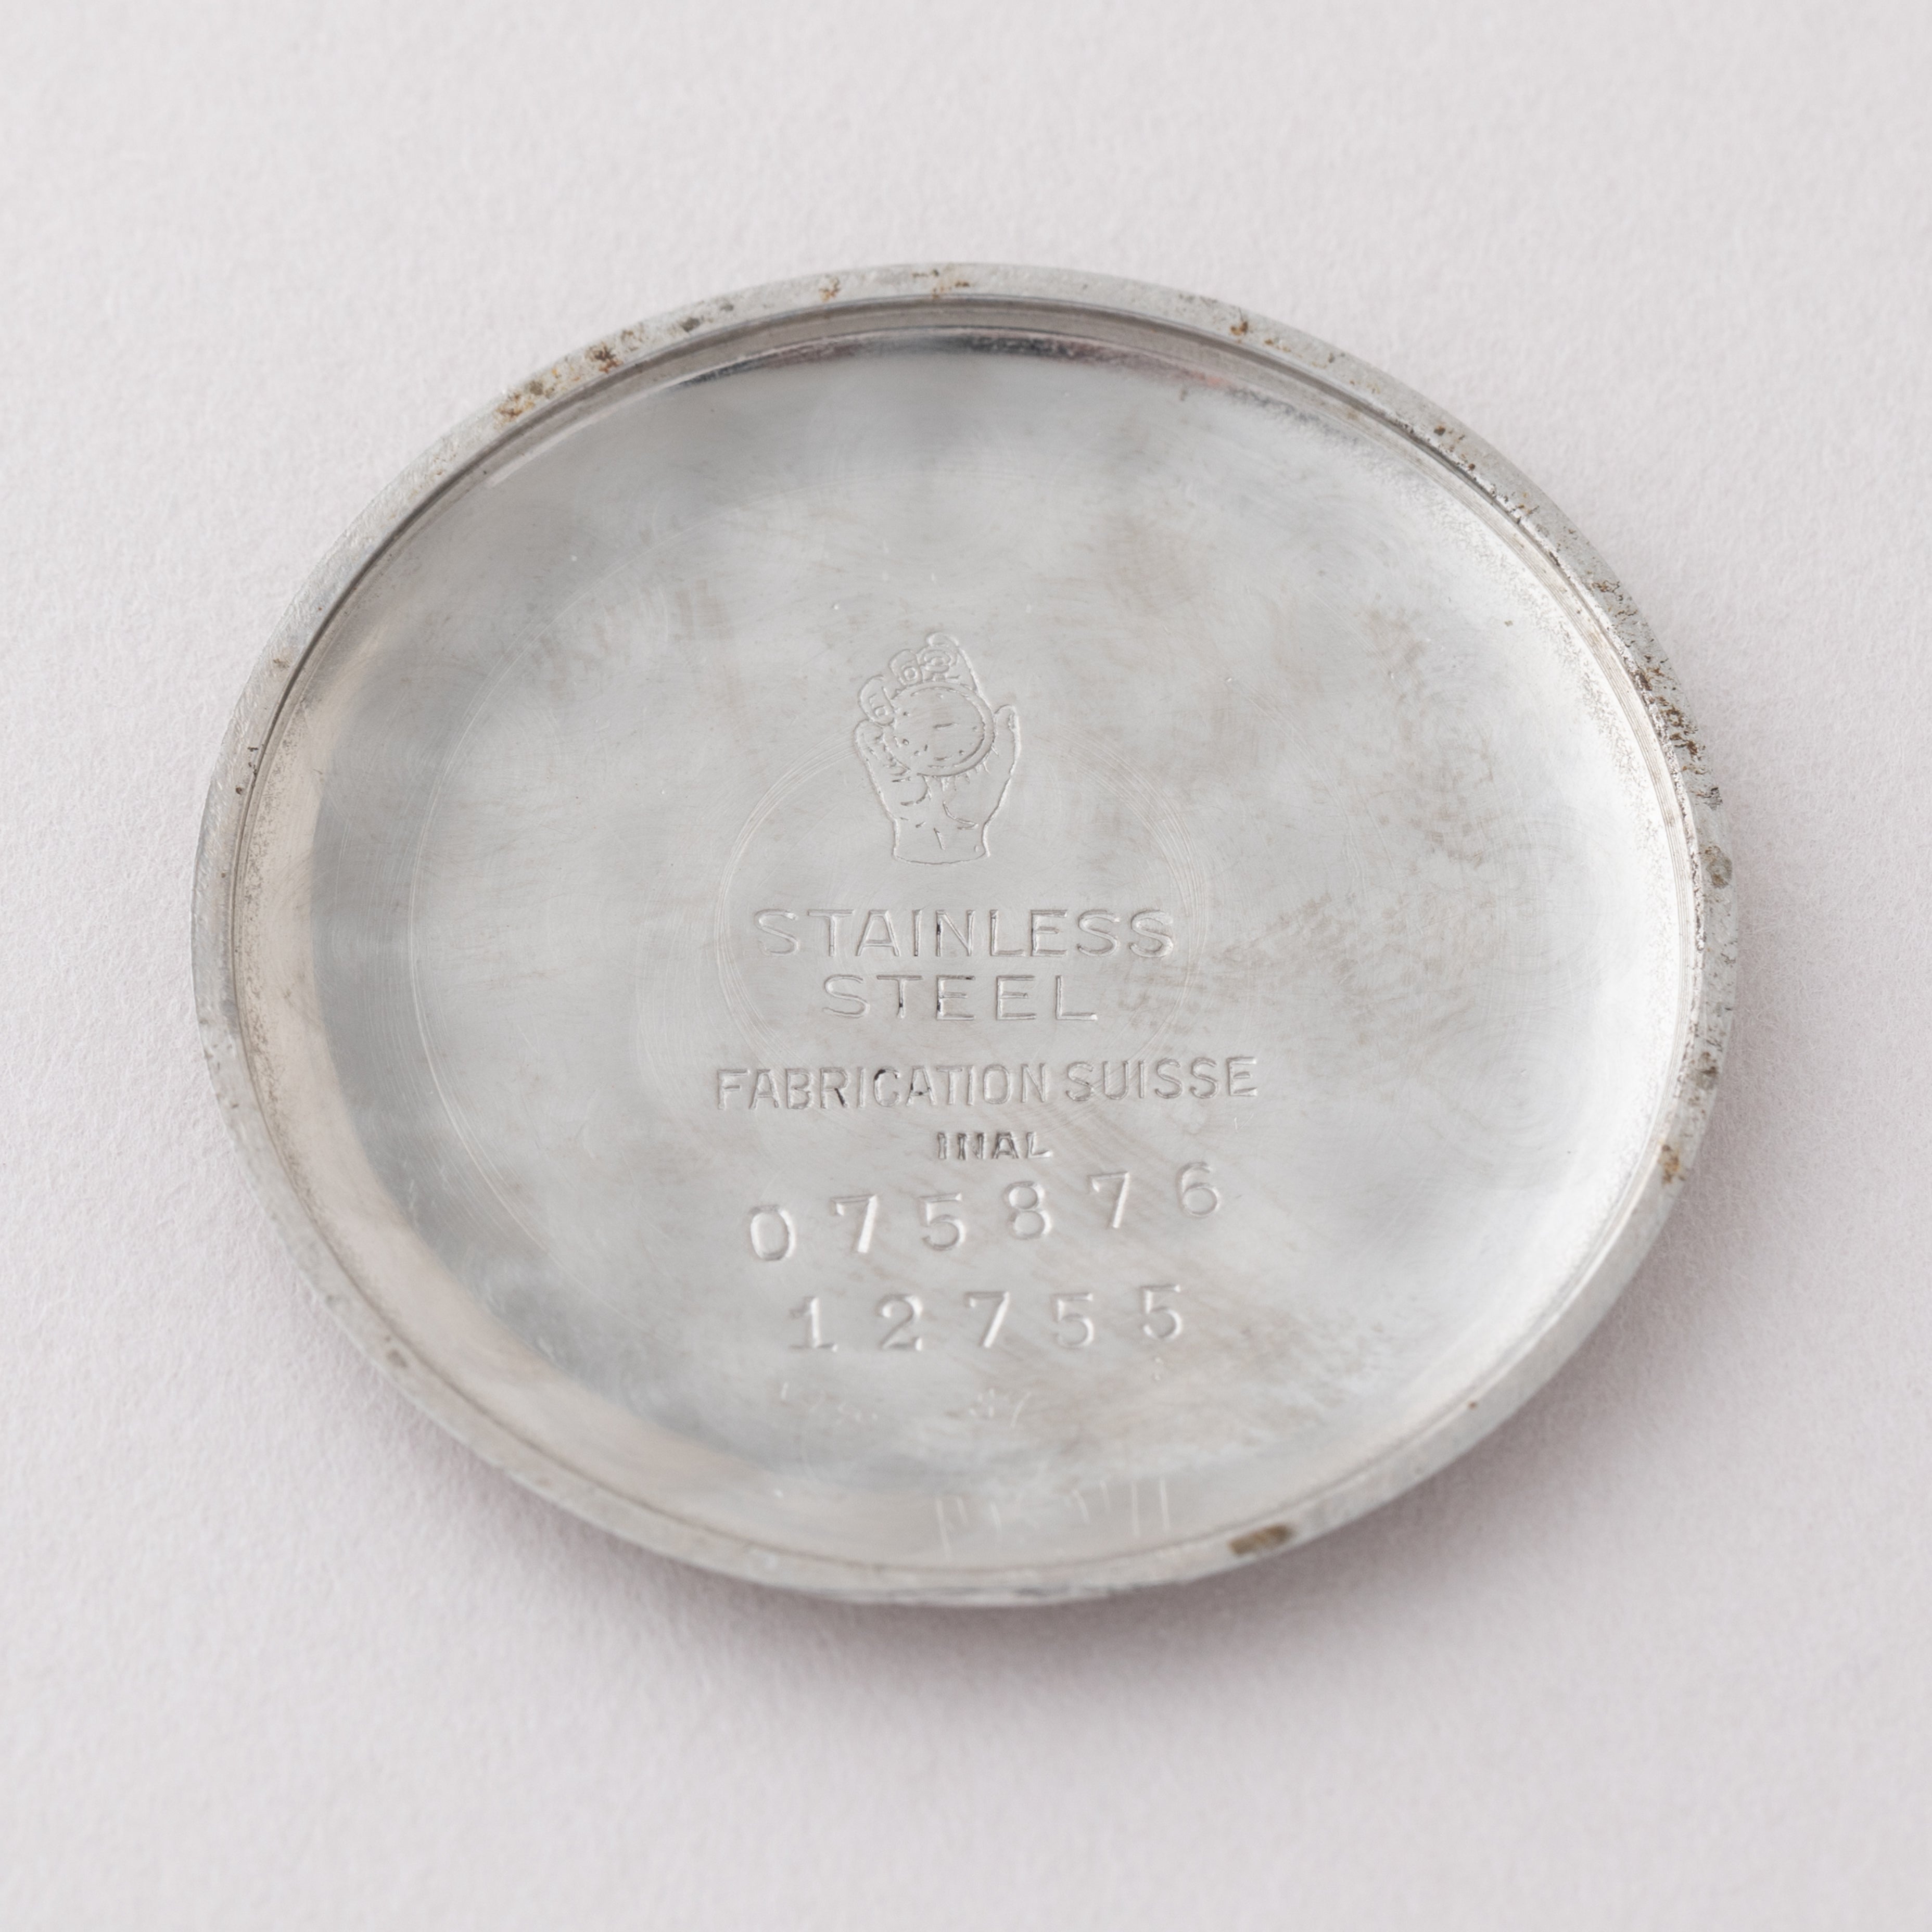 STAINLESS
STEEL
FABRICATION SUISSE
INAL
075876
12755